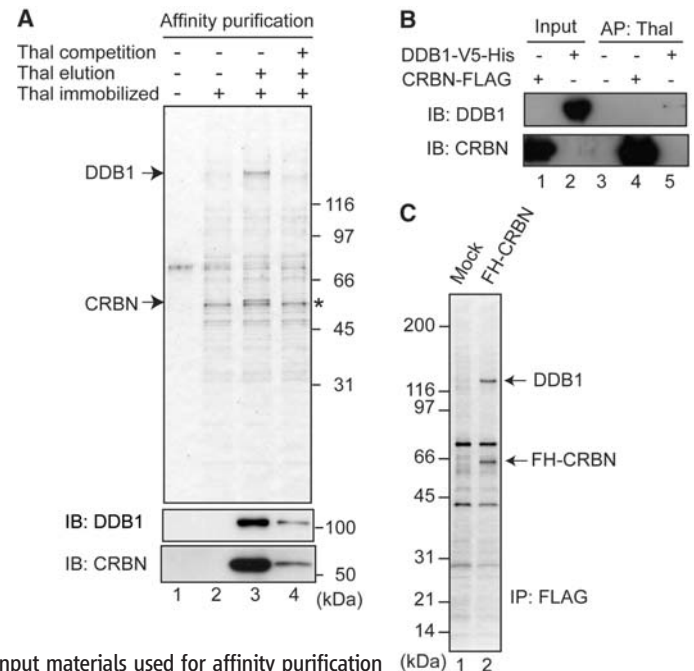 A
Affinity purification
Thal competition - - - +
Thal elution - - + +
Thal immobilized - + + +
DDB1
116
97
66
CRBN
*
45
31
IB: DDB1
100
IB: CRBN
50
1 2 3 4 (kDa)
B
Input AP: Thal
DDB1-V5-His - + - - +
CRBN-FLAG + - - + -
IB: DDB1
IB: CRBN
1 2 3 4 5
C
Mock
FH-CRBN
200
DDB1
116
97
66
FH-CRBN
45
31
21
IP: FLAG
14
(kDa) 1 2
nput materials used for affinity purification